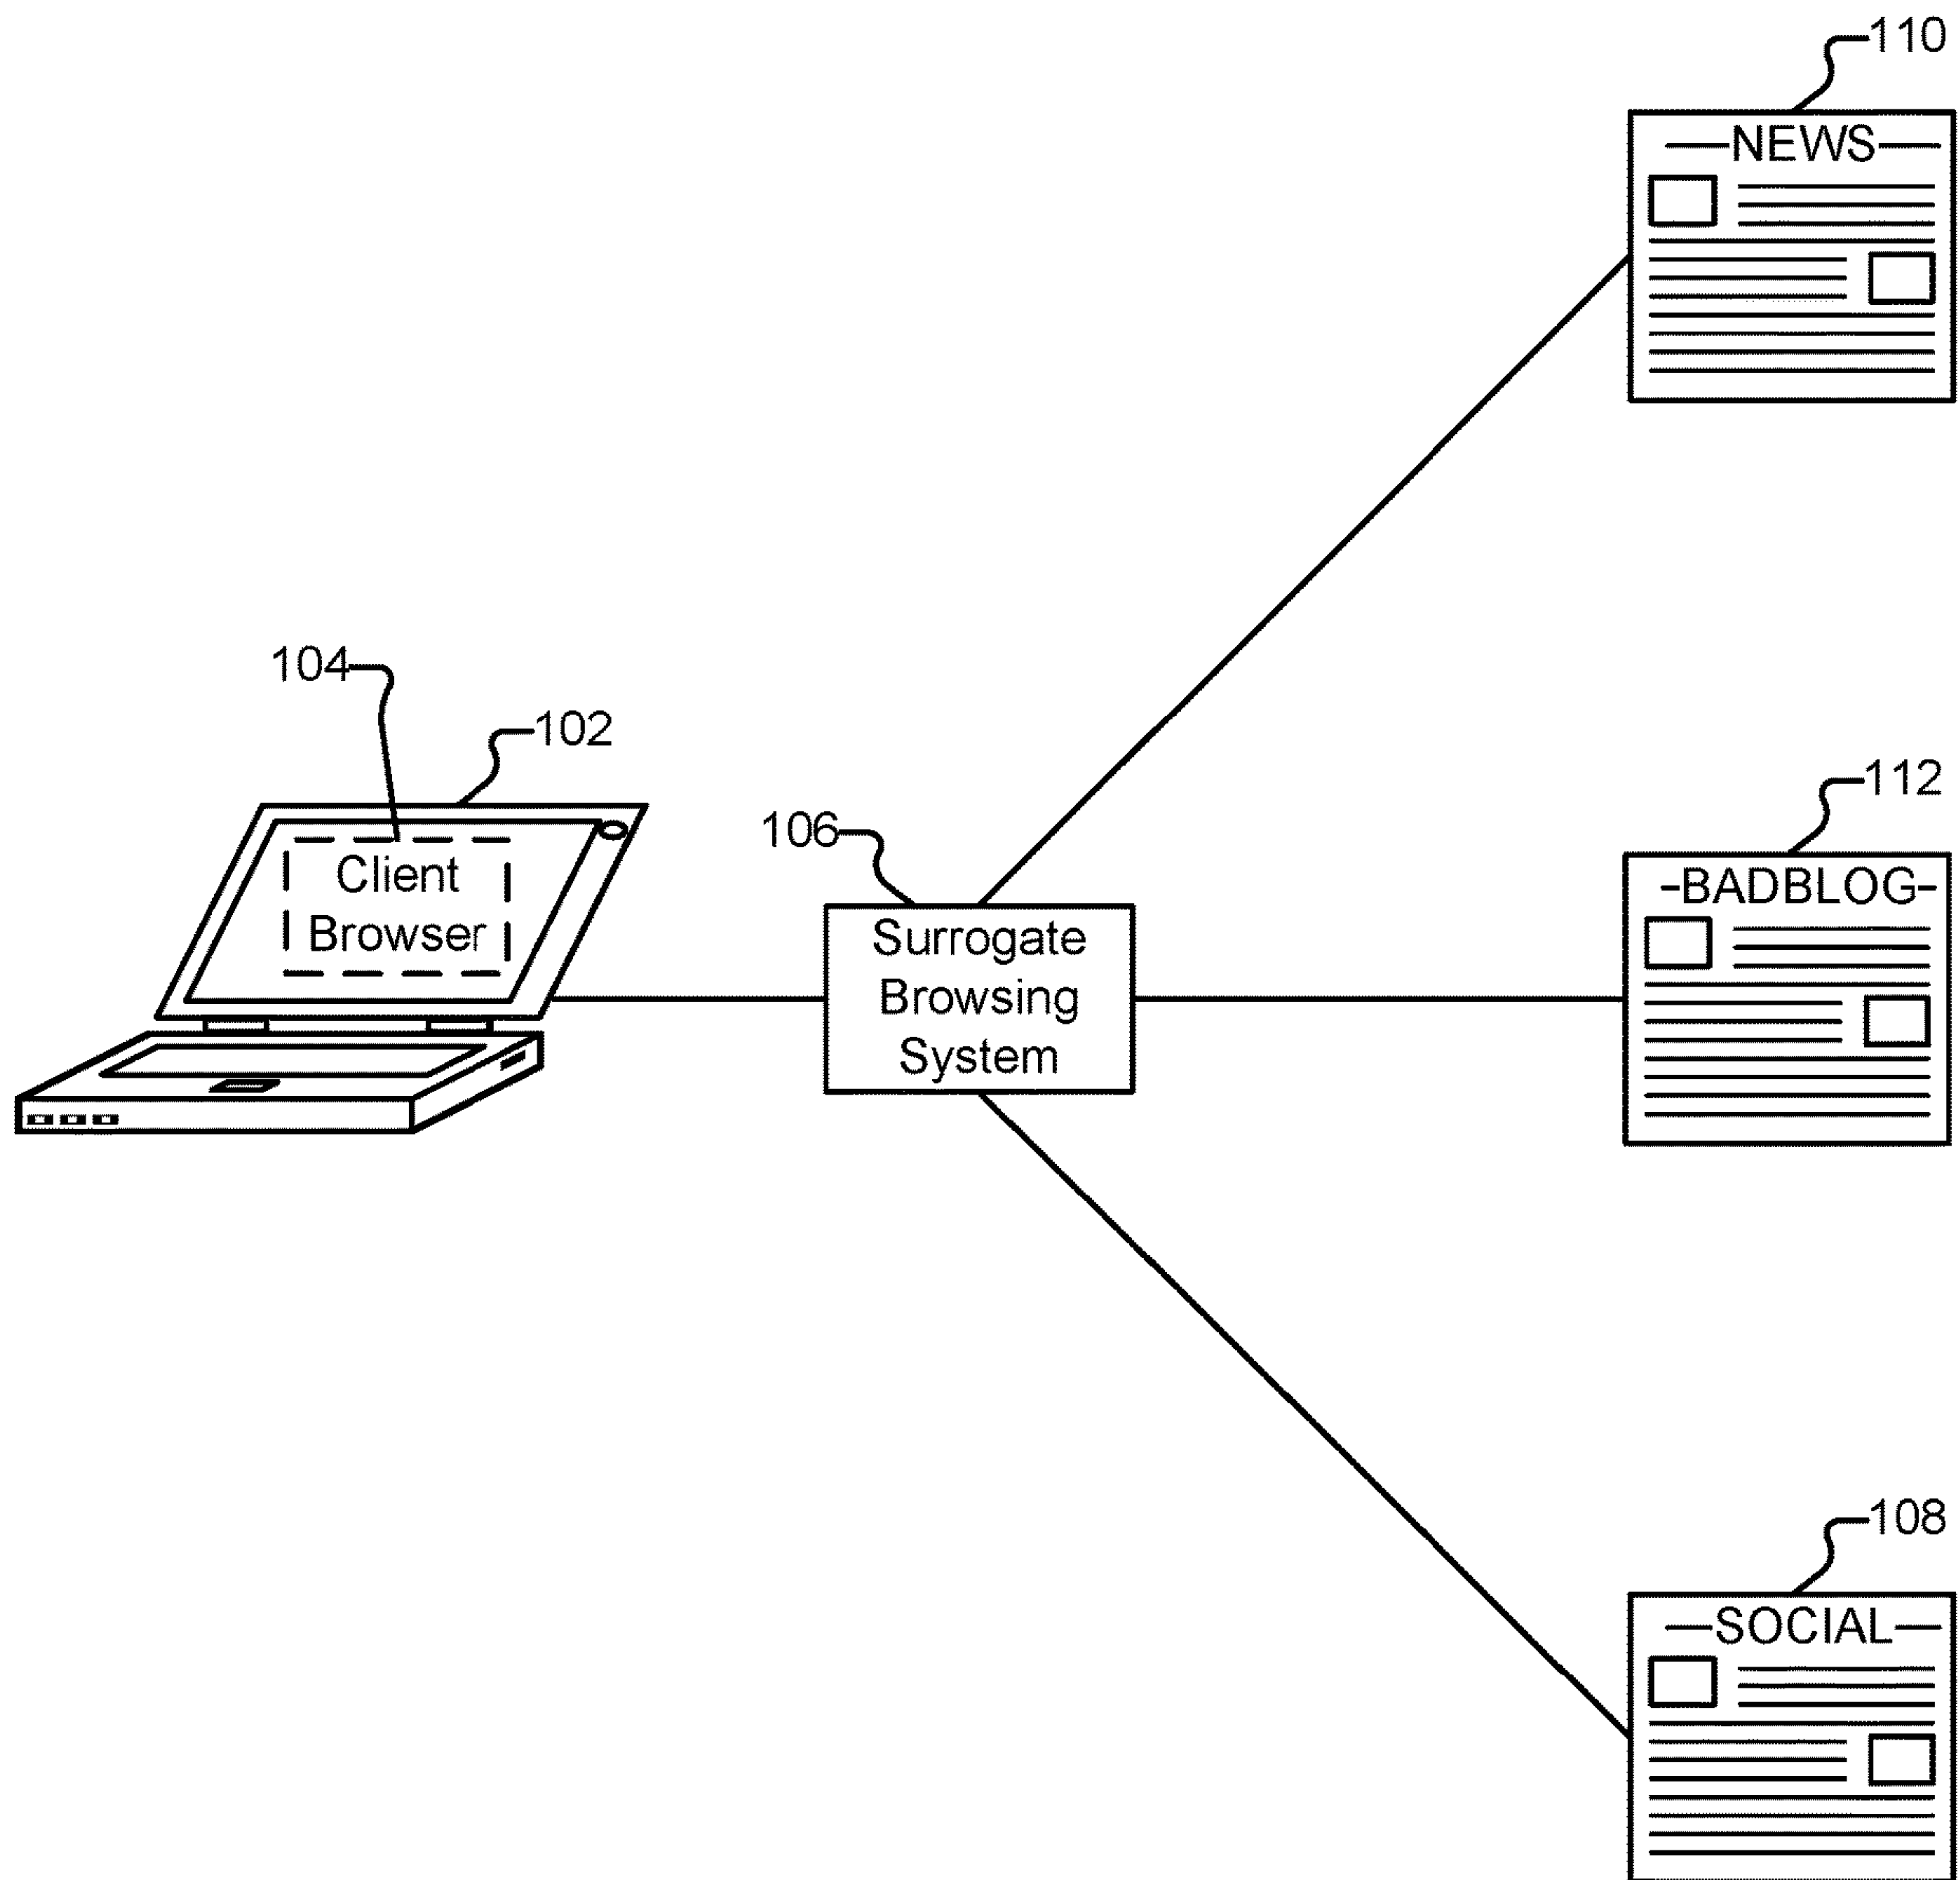 110
NEWS
104
102
Client
Browser
106
Surrogate
Browsing
System
112
-BADBLOG-
108
SOCIAL